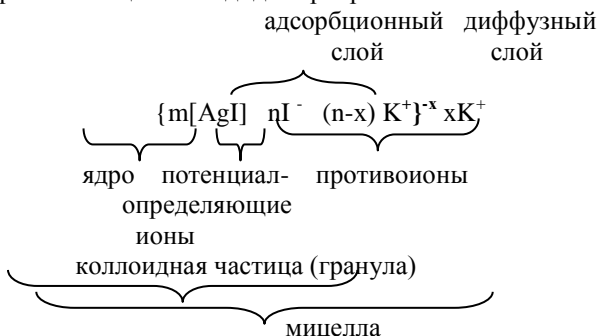 адсорбционный диффузный
слой слой
{m[AgI] nI⁻ (n-x) K⁺}⁻ˣ xK⁺
ядро потенциал- противоионы
определяющие
ионы
коллоидная частица (гранула)
мицелла